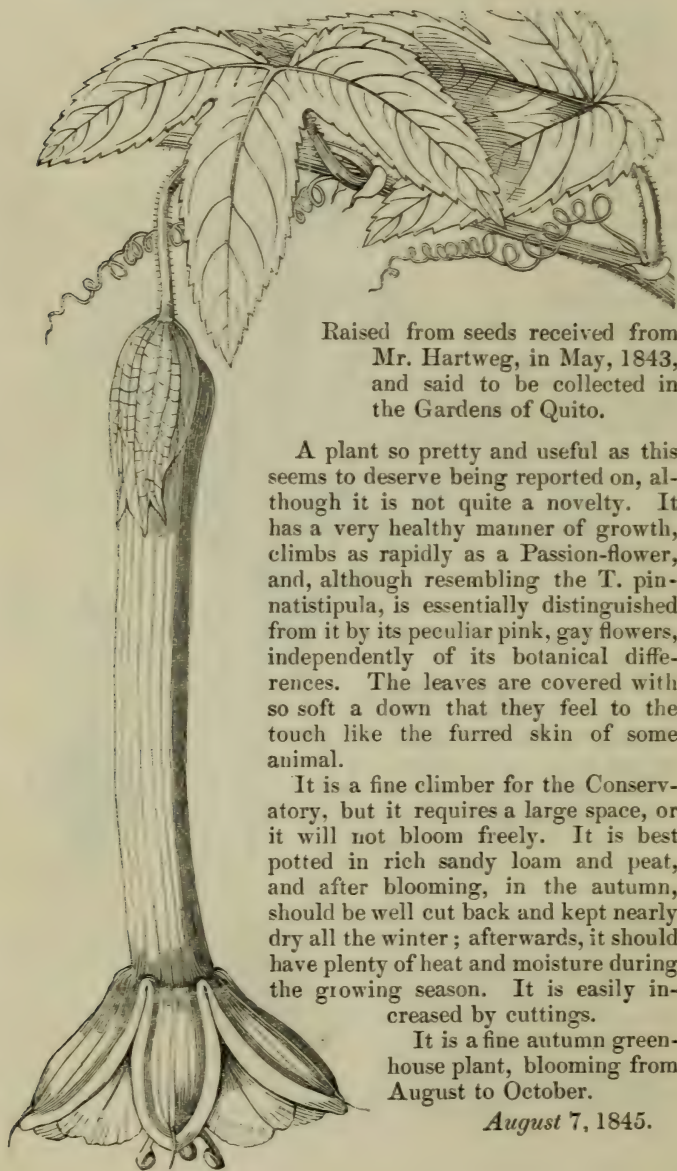 Raised from seeds received from
Mr. Hartweg, in May, 1843,
and said to be collected in
the Gardens of Quito.
A plant so pretty and useful as this
seems to deserve being reported on, al-
though it is not quite a novelty. It
has a very healthy manner of growth,
climbs as rapidly as a Passion-flower,
and, although resembling the T. pin-
natistipula, is essentially distinguished
from it by its peculiar pink, gay flowers,
independently of its botanical diffe-
rences. The leaves are covered with
so soft a down that they feel to the
touch like the furred skin of some
animal.
It is a fine climber for the Conserv-
atory, but it requires a large space, or
it will not bloom freely. It is best
potted in rich sandy loam and peat,
and after blooming, in the autumn,
should be well cut back and kept nearly
dry all the winter; afterwards, it should
have plenty of heat and moisture during
the growing season. It is easily in-
creased by cuttings.
It is a fine autumn green-
house plant, blooming from
August to October.
August 7, 1845.